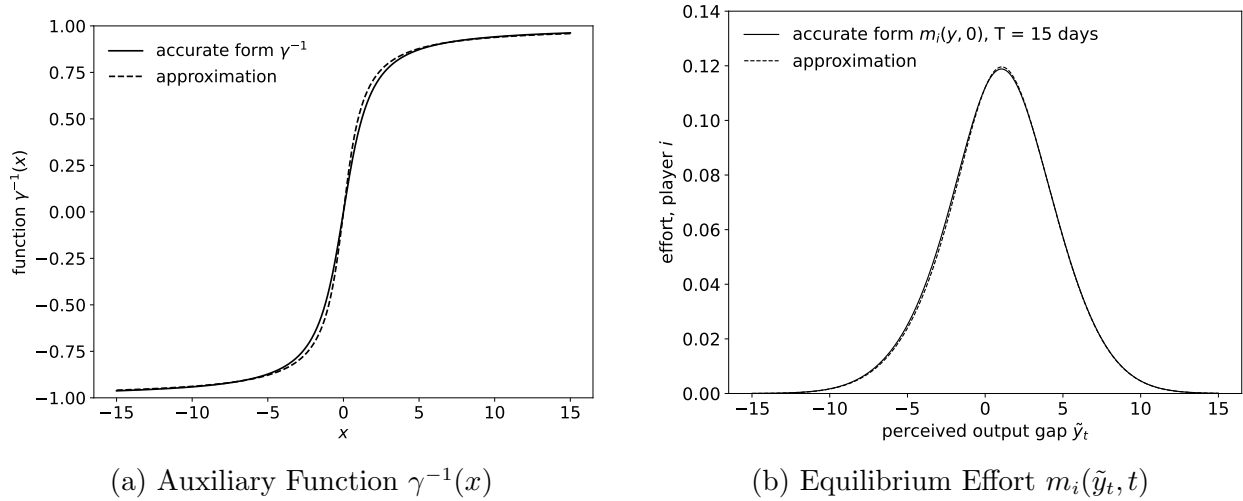 1.00
0.75
0.50
0.25
0.00
−0.25
−0.50
−0.75
−1.00
function γ⁻¹(x)
accurate form γ⁻¹
approximation
−15 −10 −5 0 5 10 15
x
(a) Auxiliary Function γ⁻¹(x)
0.14
0.12
0.10
0.08
0.06
0.04
0.02
0.00
effort, player i
accurate form mᵢ(y, 0), T = 15 days
approximation
−15 −10 −5 0 5 10 15
perceived output gap ỹₜ
(b) Equilibrium Effort mᵢ(ỹₜ, t)